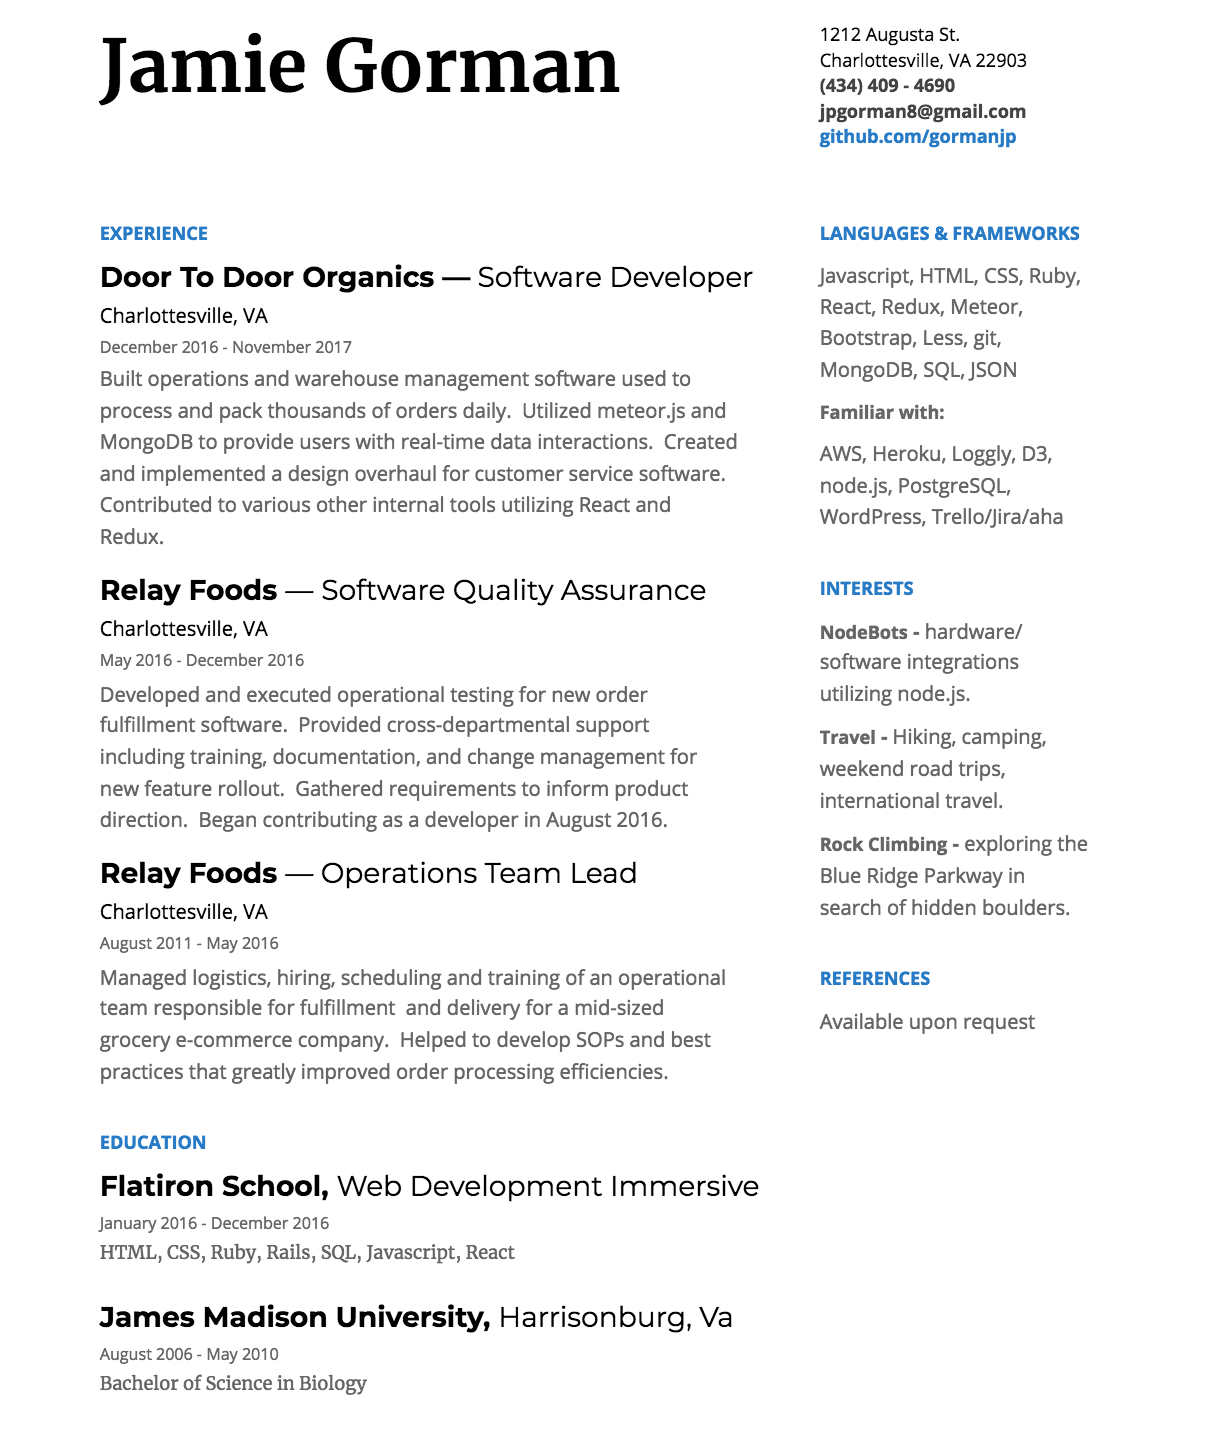 Jamie Gorman
1212 Augusta St.
Charlottesville, VA 22903
(434) 409 - 4690
jpgorman8@gmail.com
github.com/gormanjp
EXPERIENCE
Door To Door Organics — Software Developer
Charlottesville, VA
December 2016 - November 2017
Built operations and warehouse management software used to
process and pack thousands of orders daily.  Utilized meteor.js and
MongoDB to provide users with real-time data interactions.  Created
and implemented a design overhaul for customer service software.
Contributed to various other internal tools utilizing React and
Redux.
Relay Foods — Software Quality Assurance
Charlottesville, VA
May 2016 - December 2016
Developed and executed operational testing for new order
fulfillment software.  Provided cross-departmental support
including training, documentation, and change management for
new feature rollout.  Gathered requirements to inform product
direction.  Began contributing as a developer in August 2016.
Relay Foods — Operations Team Lead
Charlottesville, VA
August 2011 - May 2016
Managed logistics, hiring, scheduling and training of an operational
team responsible for fulfillment  and delivery for a mid-sized
grocery e-commerce company.  Helped to develop SOPs and best
practices that greatly improved order processing efficiencies.
EDUCATION
Flatiron School, Web Development Immersive
January 2016 - December 2016
HTML, CSS, Ruby, Rails, SQL, Javascript, React
James Madison University, Harrisonburg, Va
August 2006 - May 2010
Bachelor of Science in Biology
LANGUAGES & FRAMEWORKS
Javascript, HTML, CSS, Ruby,
React, Redux, Meteor,
Bootstrap, Less, git,
MongoDB, SQL, JSON
Familiar with:
AWS, Heroku, Loggly, D3,
node.js, PostgreSQL,
WordPress, Trello/Jira/aha
INTERESTS
NodeBots - hardware/
software integrations
utilizing node.js.
Travel - Hiking, camping,
weekend road trips,
international travel.
Rock Climbing - exploring the
Blue Ridge Parkway in
search of hidden boulders.
REFERENCES
Available upon request